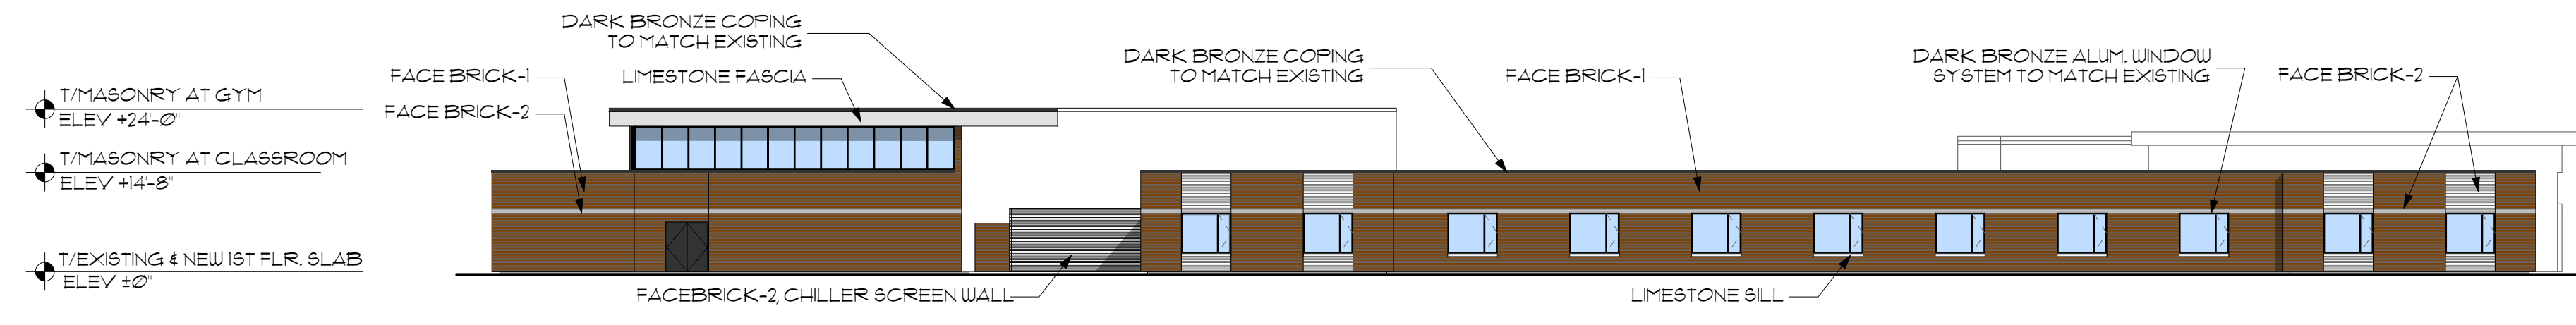 DARK BRONZE COPING
TO MATCH EXISTING
FACE BRICK-1
LIMESTONE FASCIA
FACE BRICK-2
DARK BRONZE COPING
TO MATCH EXISTING
FACE BRICK-1
DARK BRONZE ALUM. WINDOW
SYSTEM TO MATCH EXISTING
FACE BRICK-2
T/MASONRY AT GYM
ELEV +24'-0"
T/MASONRY AT CLASSROOM
ELEV +14'-8"
T/EXISTING & NEW 1ST FLR. SLAB
ELEV ±0"
FACEBRICK-2, CHILLER SCREEN WALL
LIMESTONE SILL